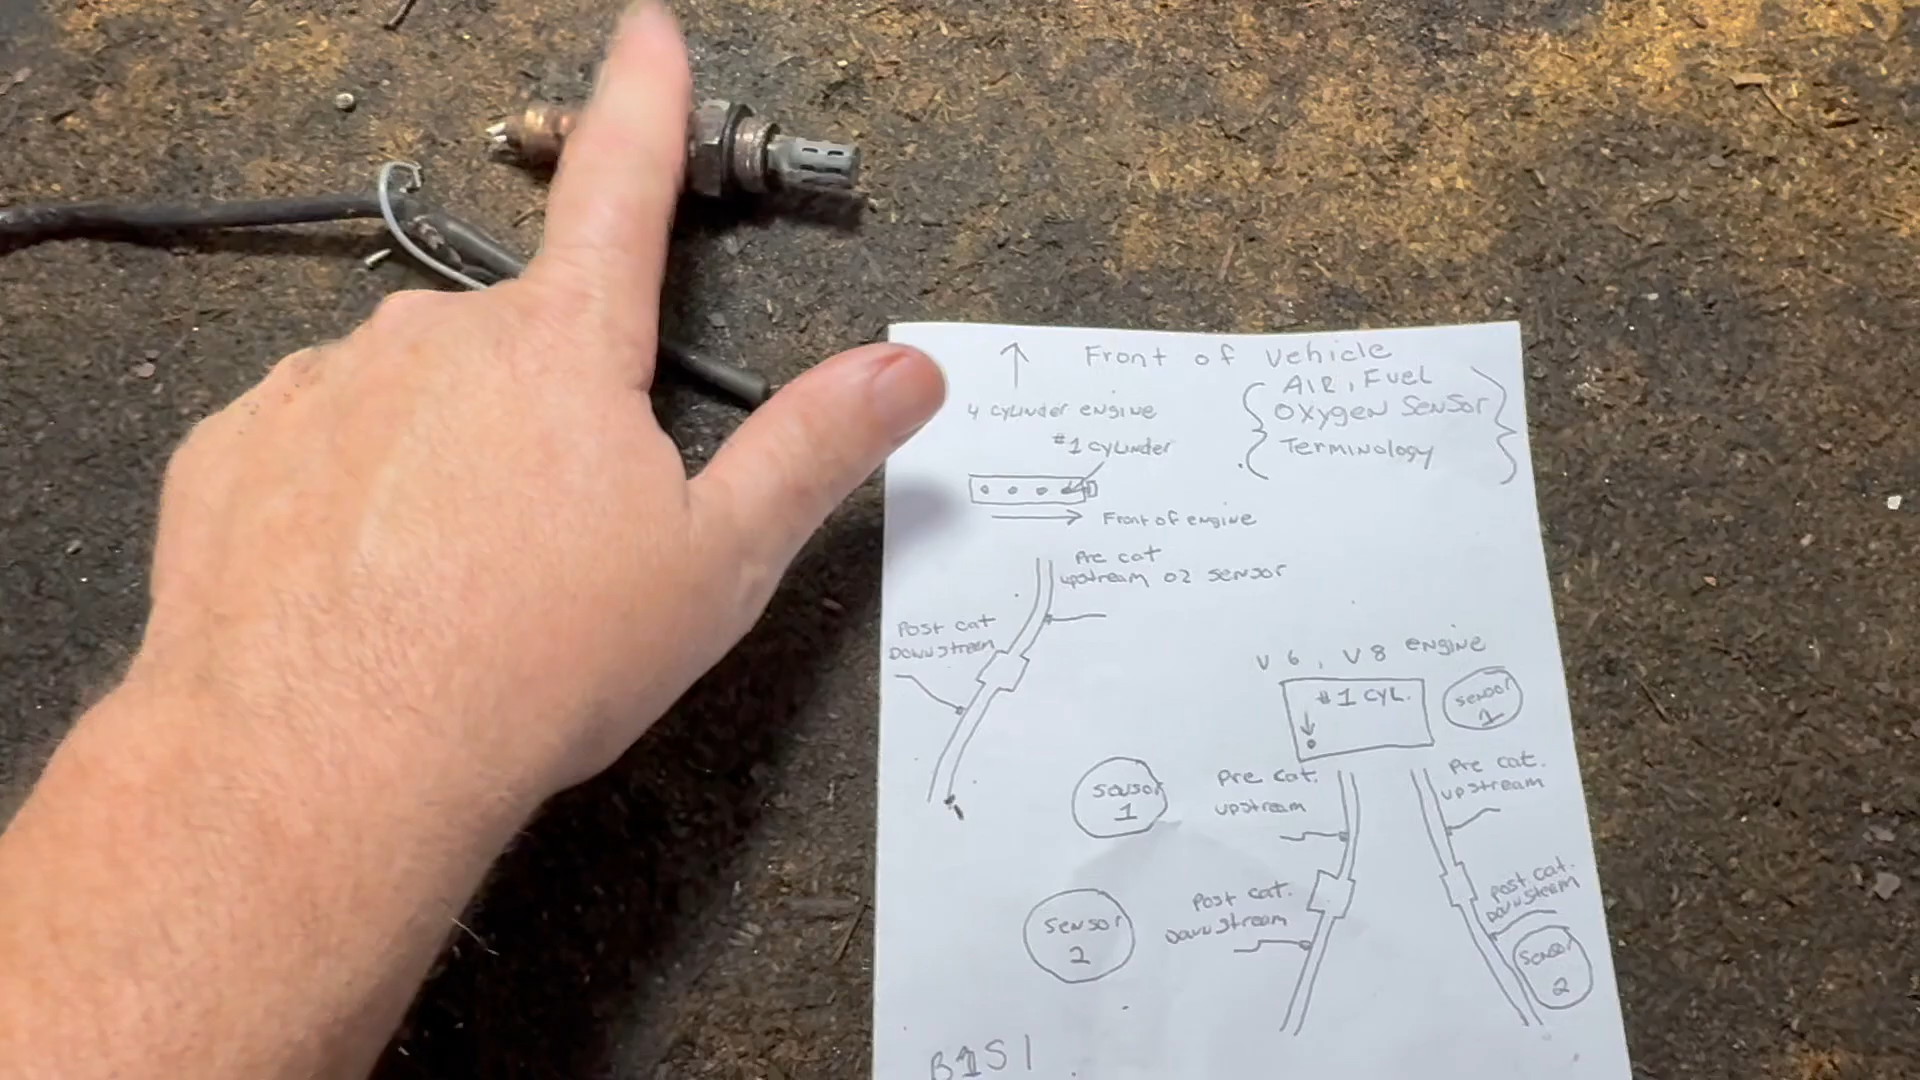 Front of vehicle
AIR, Fuel
Oxygen Sensor
Terminology
4 cylinder engine
#1 cylinder
Front of engine
Pre cat
upstream O2 sensor
Post cat
Downstream
V6, V8 engine
#1 CYL.
Sensor
1
Pre cat.
upstream
Pre cat.
upstream
Sensor
1
Post cat.
Downstream
Post cat.
Downsteem
Sensor
2
Sensor
2
B1S1